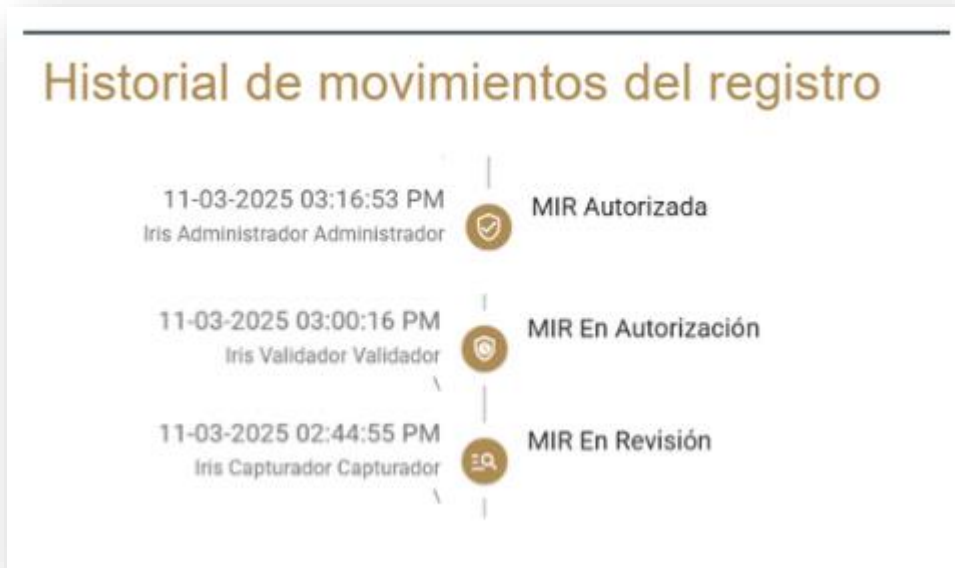 Historial de movimientos del registro
11-03-2025 03:16:53 PM
Iris Administrador Administrador
MIR Autorizada
11-03-2025 03:00:16 PM
Iris Validador Validador
MIR En Autorización
11-03-2025 02:44:55 PM
Iris Capturador Capturador
MIR En Revisión